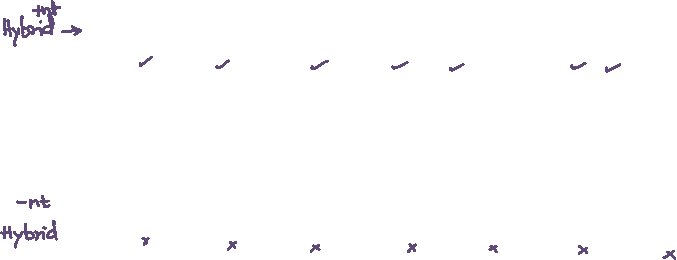 +nt
Hybrid →
✓ ✓ ✓ ✓ ✓ ✓ ✓
-nt
Hybrid x x x x x x x